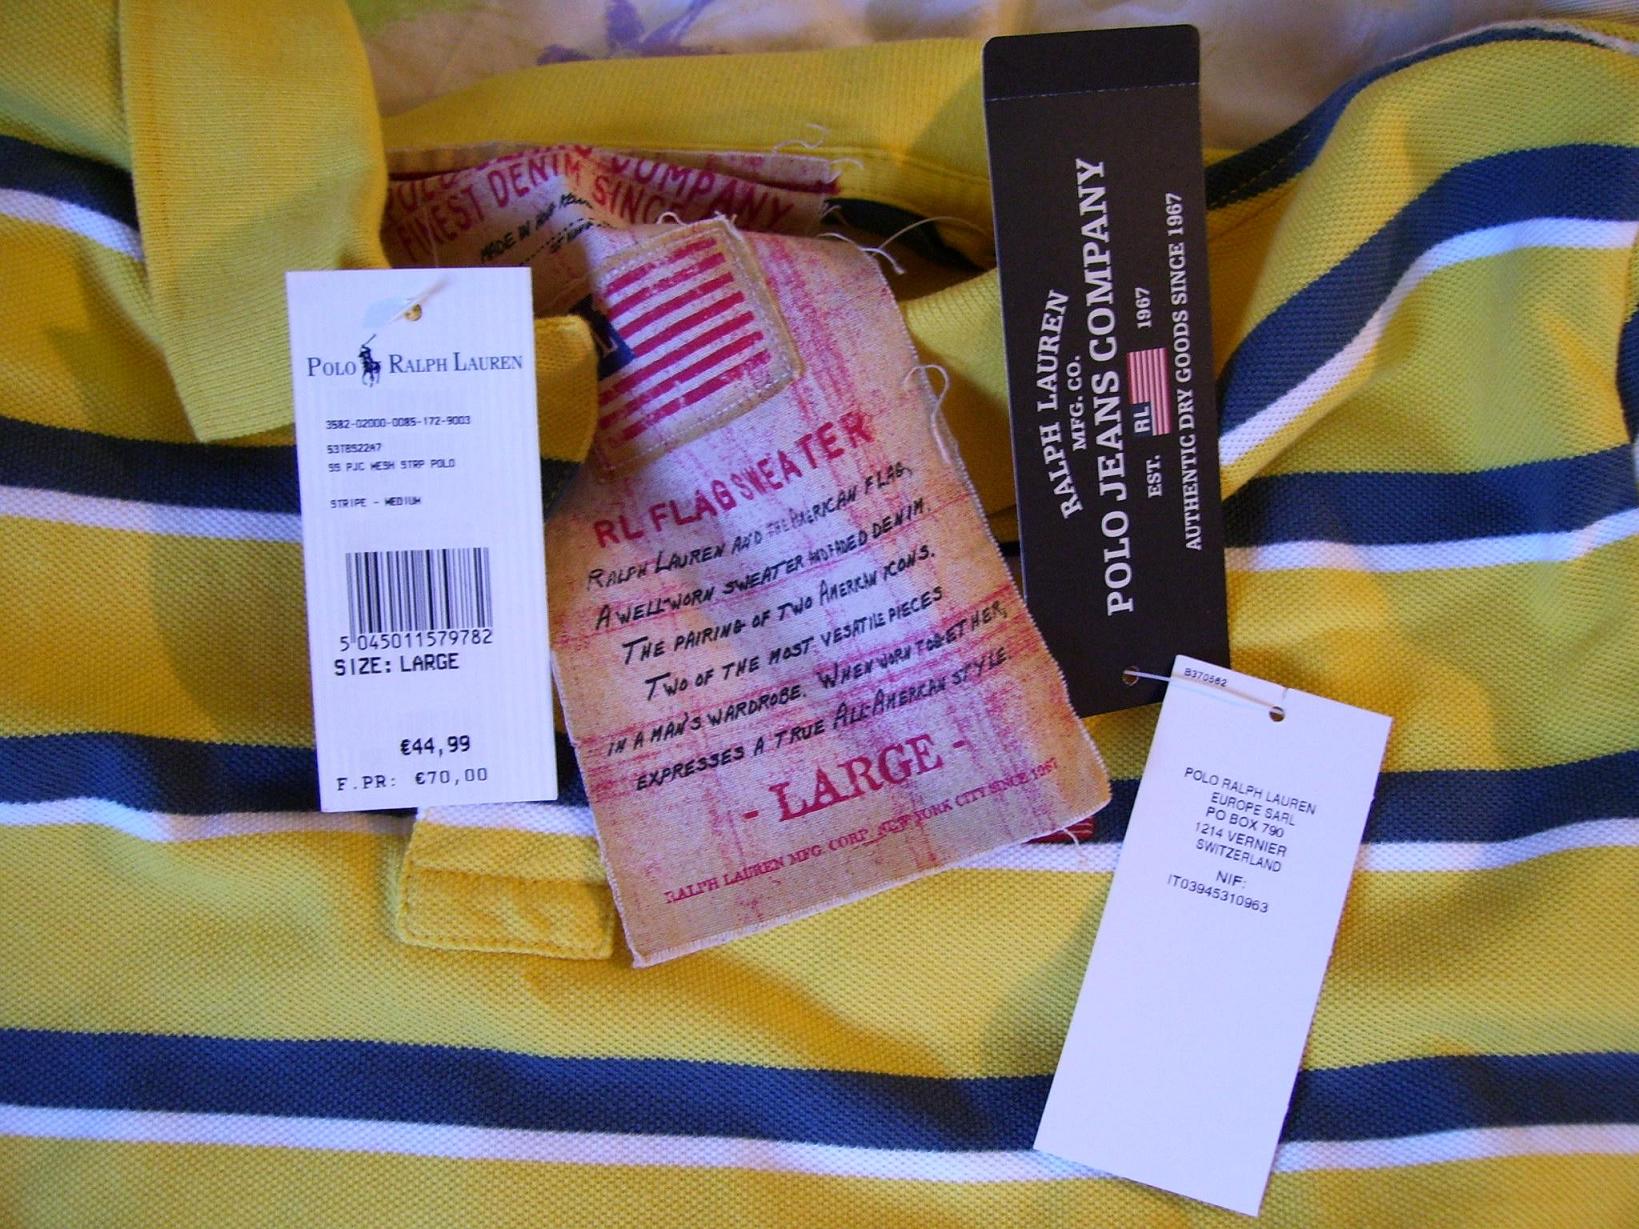 POLO RALPH LAUREN
3582-02000-0085-172-9003
53T8522A7
SS PJC MESH STRP POLO
STRIPE - MEDIUM
5 045011579782
SIZE: LARGE
€44,99
F.PR: €70,00
COMPANY
FINEST DENIM SINCE
MADE IN
RL FLAG SWEATER
RALPH LAUREN AND THE AMERICAN FLAG,
A WELL-WORN SWEATER AND FADED DENIM.
THE PAIRING OF TWO AMERICAN ICONS.
TWO OF THE MOST VESATILE PIECES
IN A MAN'S WARDROBE. WHEN WORN TOGETHER,
EXPRESSES A TRUE ALL-AMERICAN STYLE.
- LARGE -
RALPH LAUREN MFG. CORP. NEW YORK CITY SINCE 1967
RALPH LAUREN
MFG. CO.
POLO JEANS COMPANY
EST. RL 1967
AUTHENTIC DRY GOODS SINCE 1967
B370562
POLO RALPH LAUREN
EUROPE SARL
PO BOX 790
1214 VERNIER
SWITZERLAND
NIF:
IT03945310963